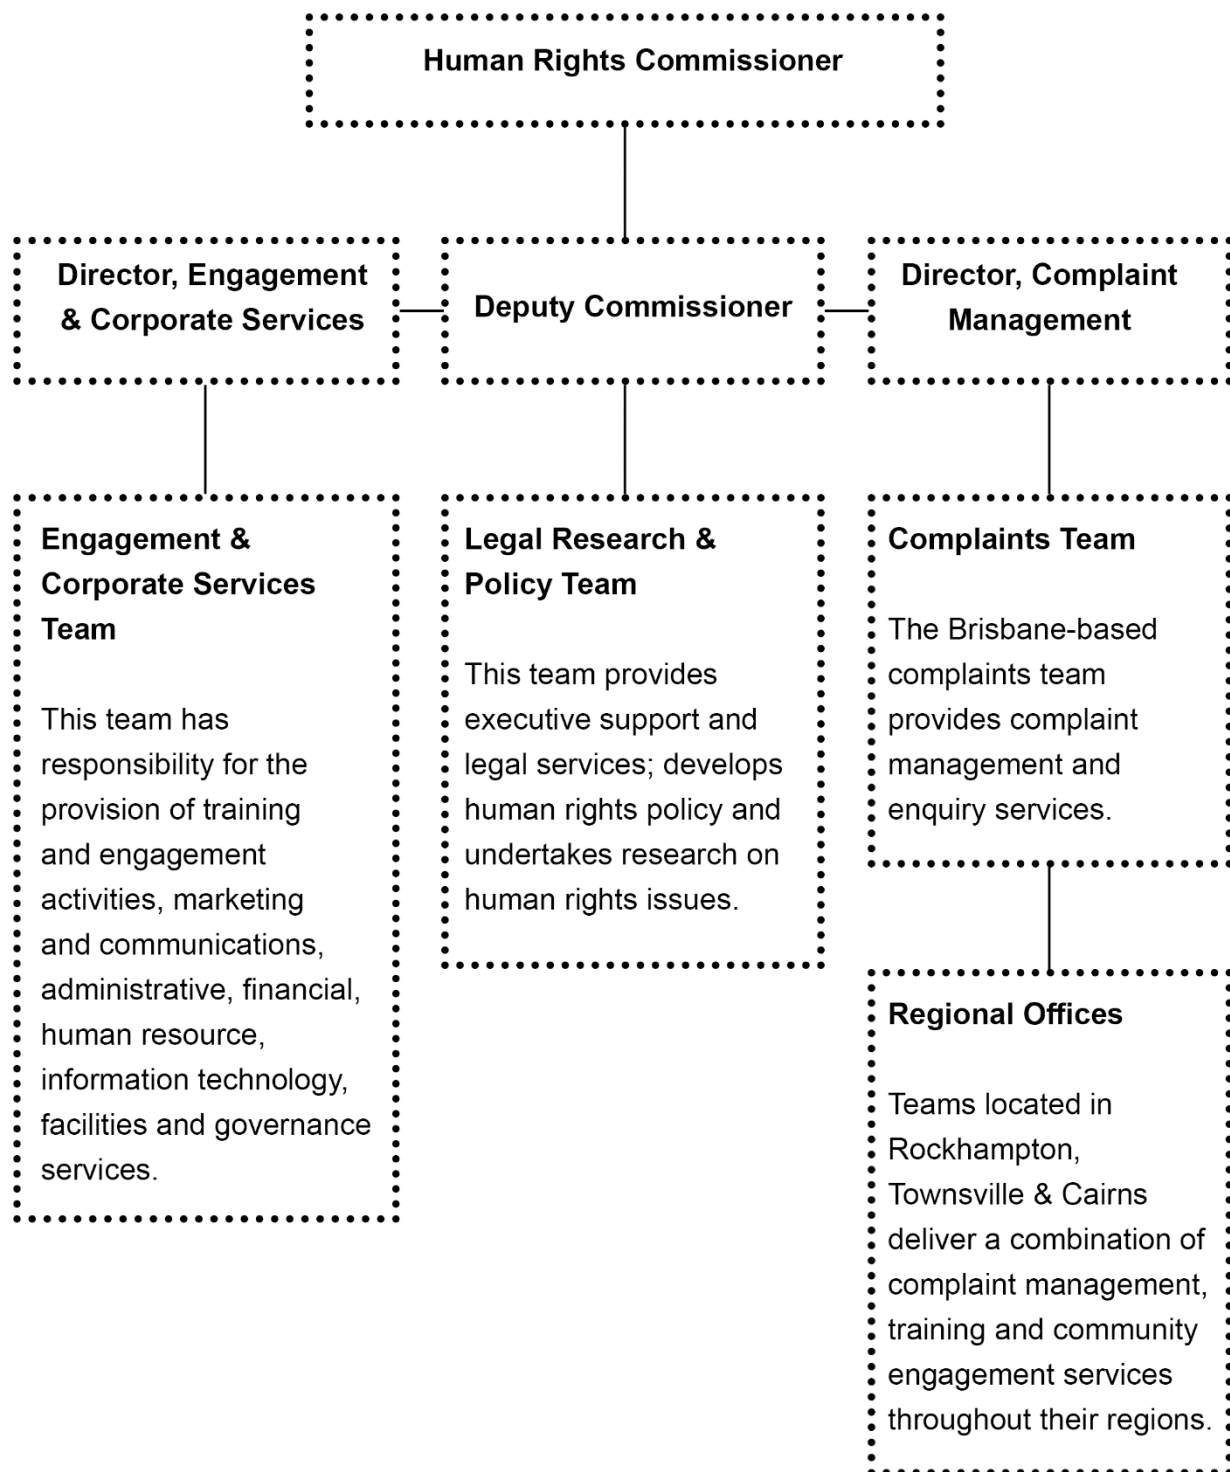 Human Rights Commissioner
Director, Engagement
& Corporate Services
Deputy Commissioner
Director, Complaint
Management
Engagement &
Corporate Services
Team
This team has
responsibility for the
provision of training
and engagement
activities, marketing
and communications,
administrative, financial,
human resource,
information technology,
facilities and governance
services.
Legal Research &
Policy Team
This team provides
executive support and
legal services; develops
human rights policy and
undertakes research on
human rights issues.
Complaints Team
The Brisbane-based
complaints team
provides complaint
management and
enquiry services.
Regional Offices
Teams located in
Rockhampton,
Townsville & Cairns
deliver a combination of
complaint management,
training and community
engagement services
throughout their regions.